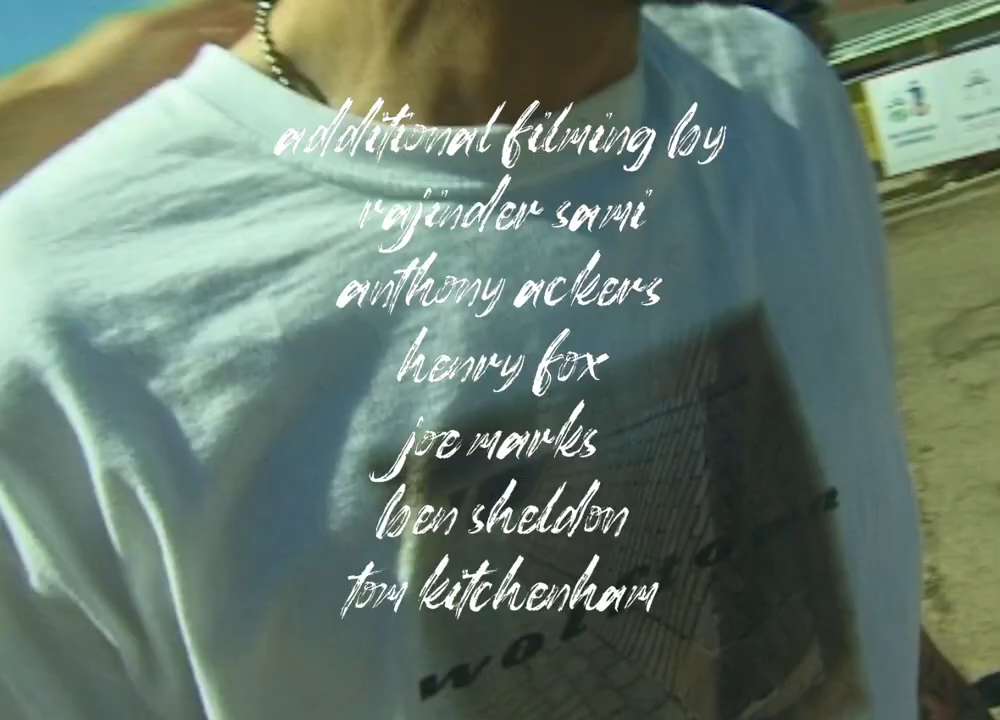 additional filming by
rajinder sami
anthony ackers
henry fox
joe marks
ben sheldon
tom kitchenham